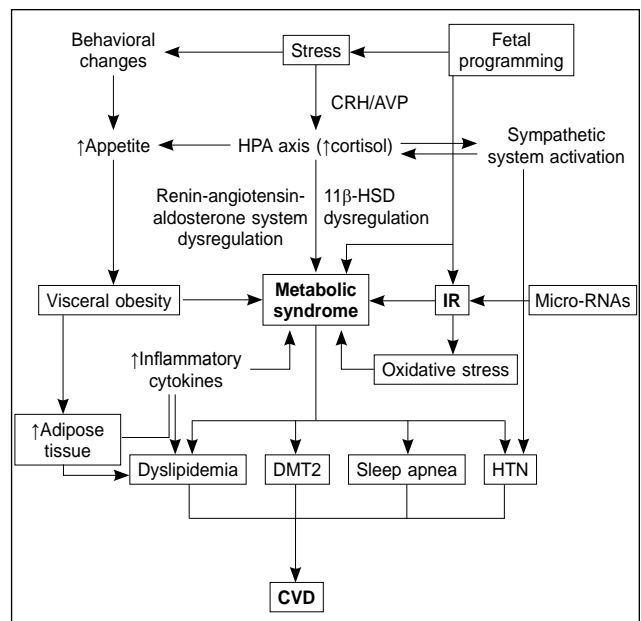 Behavioral
changes
Stress
Fetal
programming
CRH/AVP
↑Appetite
HPA axis (↑cortisol)
Sympathetic
system activation
Renin-angiotensin-
aldosterone system
dysregulation
11β-HSD
dysregulation
Visceral obesity
Metabolic
syndrome
IR
Micro-RNAs
↑Inflammatory
cytokines
Oxidative stress
↑Adipose
tissue
Dyslipidemia
DMT2
Sleep apnea
HTN
CVD